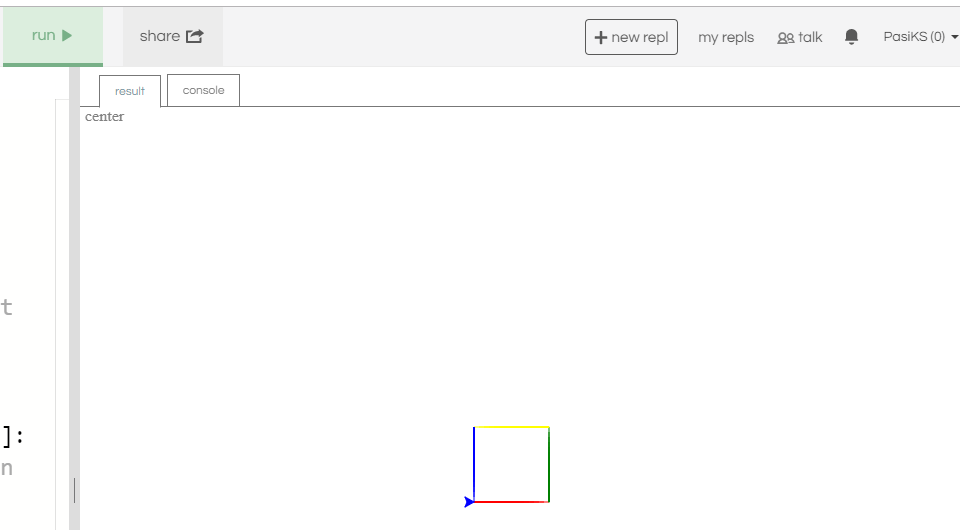 run share new repl my repls talk PasiKS (0)
result console
center
t
]:
n